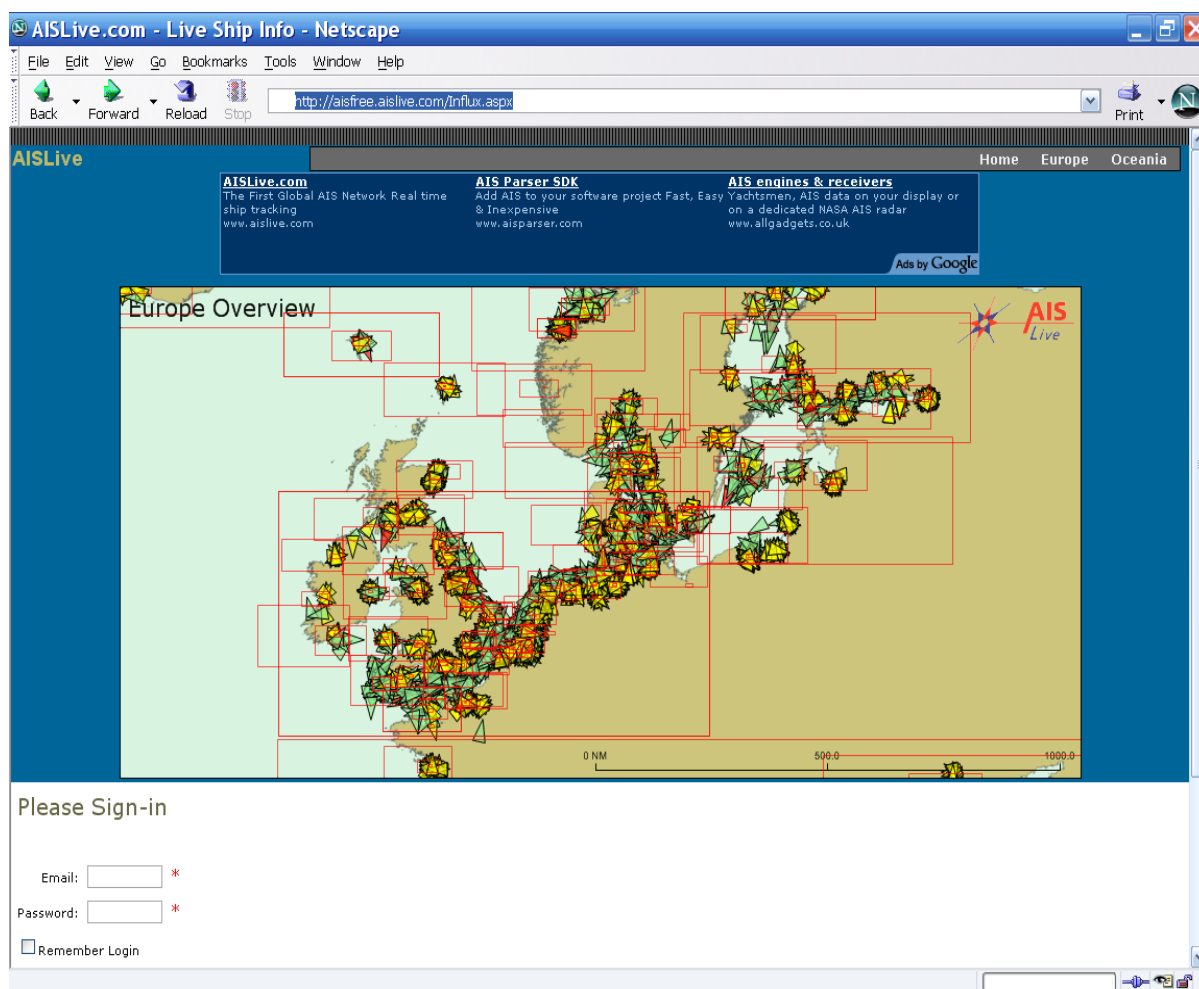 AISLive.com - Live Ship Info - Netscape
File Edit View Go Bookmarks Tools Window Help
Back Forward Reload Stop http://aisfree.aislive.com/Influx.aspx Print
AISLive
Home Europe Oceania
AISLive.com
The First Global AIS Network Real time
ship tracking
www.aislive.com
AIS Parser SDK
Add AIS to your software project Fast, Easy
& Inexpensive
www.aisparser.com
AIS engines & receivers
Yachtsmen, AIS data on your display or
on a dedicated NASA AIS radar
www.allgadgets.co.uk
Ads by Google
Europe Overview
AIS
Live
0 NM 500.0 1000.0
Please Sign-in
Email: *
Password: *
Remember Login